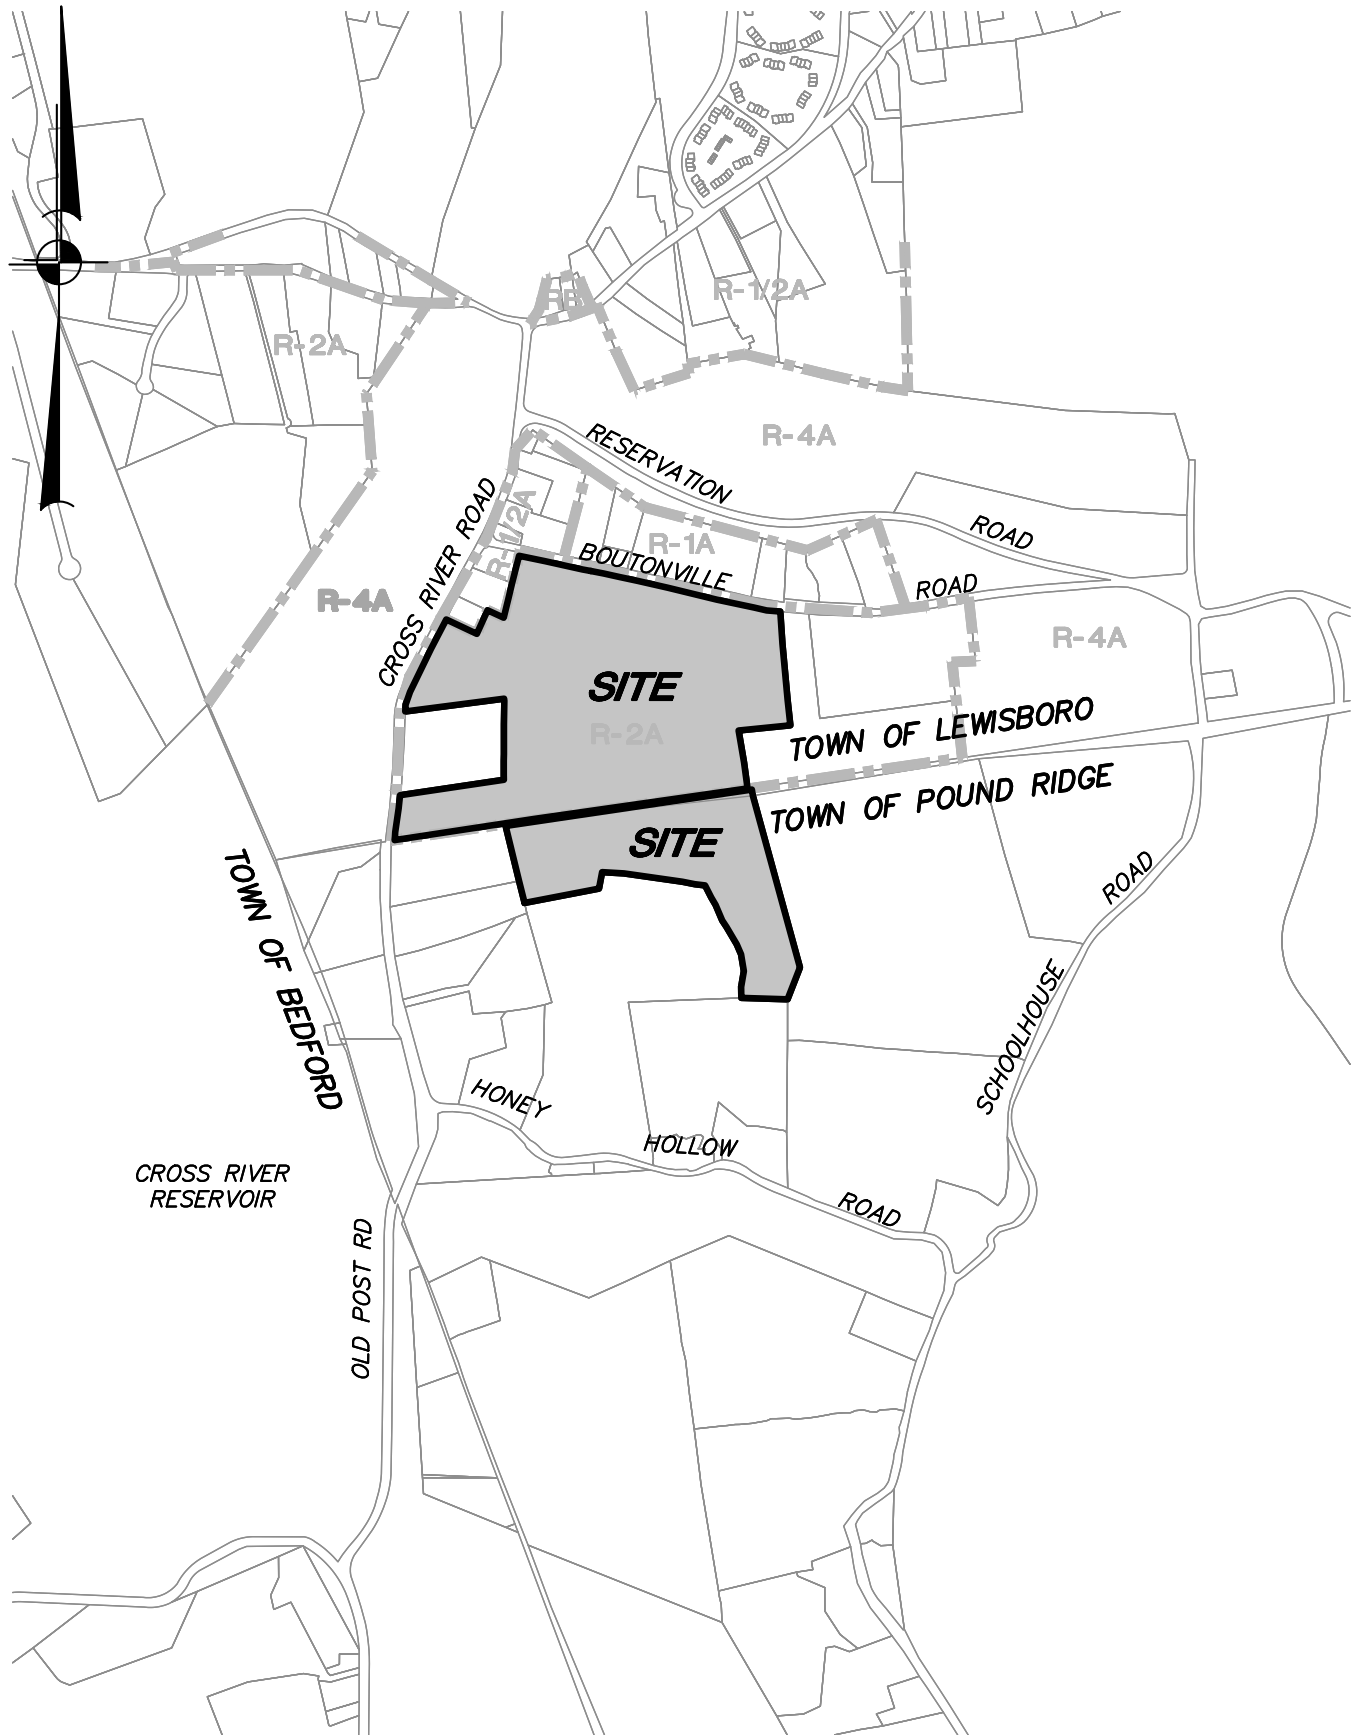 R-1/2A
RB
R-2A
R-4A
RESERVATION
ROAD
CROSS RIVER ROAD
R-1/2A
R-1A
BOUTONVILLE
ROAD
R-4A
R-4A
SITE
R-2A
TOWN OF LEWISBORO
TOWN OF POUND RIDGE
SITE
TOWN OF BEDFORD
SCHOOLHOUSE
ROAD
HONEY
HOLLOW
ROAD
CROSS RIVER
RESERVOIR
OLD POST RD